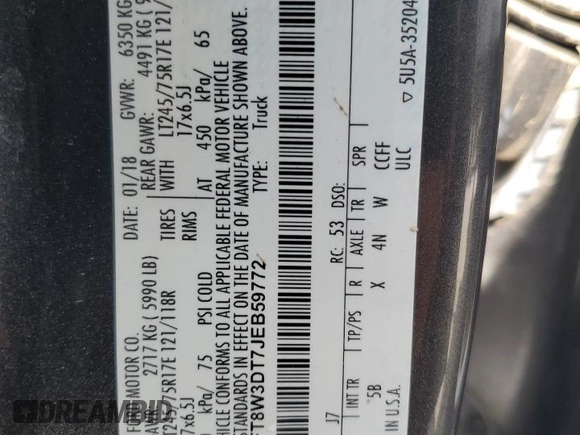 FORD MOTOR CO.
DATE: 01/18
GVWR: 6350 KG
2717 KG ( 5990 LB)
REAR GAWR: 4491 KG
245/75R17E 121/118R
TIRES WITH LT245/75R17E 121/
17x6.5J
RIMS 17x6.5J
kPa/ 75 PSI COLD
AT 450 kPa/ 65
VEHICLE CONFORMS TO ALL APPLICABLE FEDERAL MOTOR VEHICLE
STANDARDS IN EFFECT ON THE DATE OF MANUFACTURE SHOWN ABOVE.
FT8W3DT7JEB59772
TYPE: Truck
J7
RC: 53 DSO:
INT TR TP/PS R AXLE TR SPR
5B X 4N W CCFF
ULC
IN U.S.A.
▽ 5U5A-35204
DREAMBID